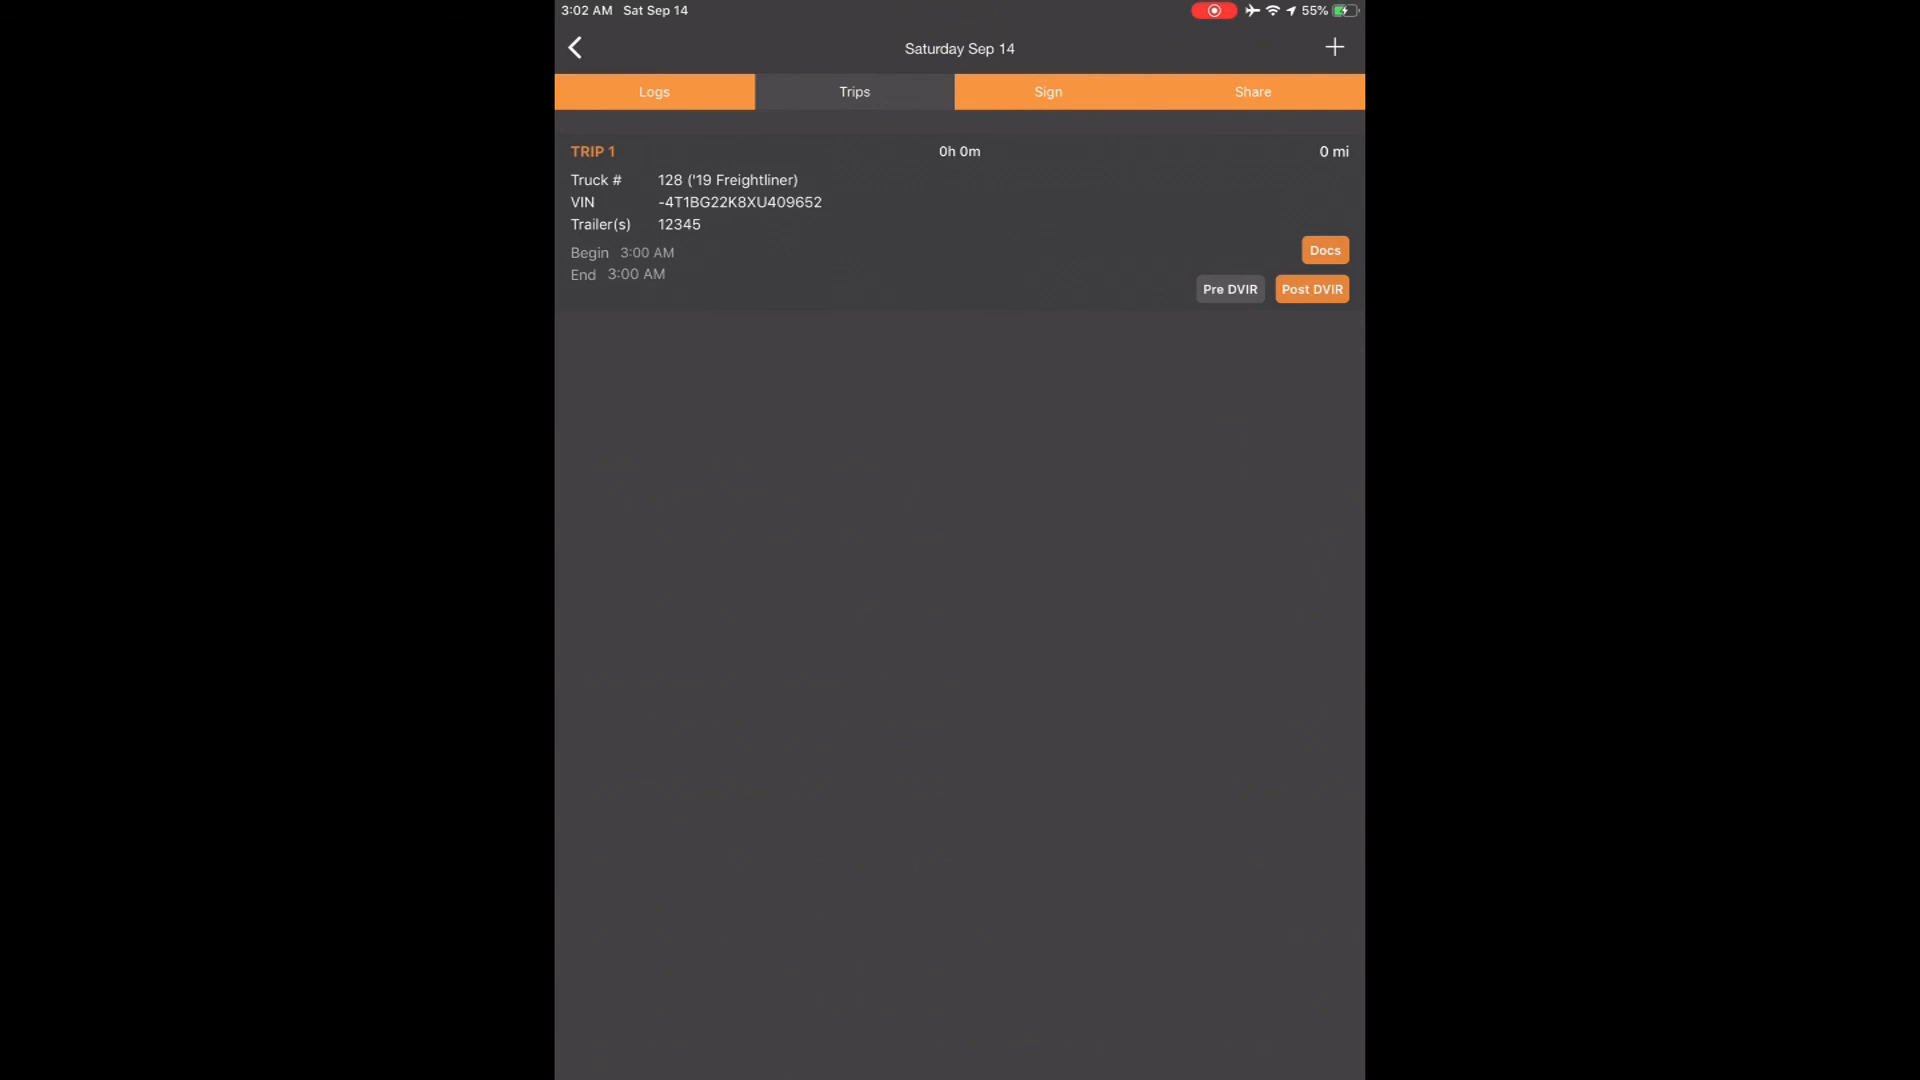 3:02 AM Sat Sep 14 55%
Saturday Sep 14
Logs Trips Sign Share
TRIP 1 0h 0m 0 mi
Truck # 128 ('19 Freightliner)
VIN -4T1BG22K8XU409652
Trailer(s) 12345
Begin 3:00 AM Docs
End 3:00 AM
Pre DVIR Post DVIR